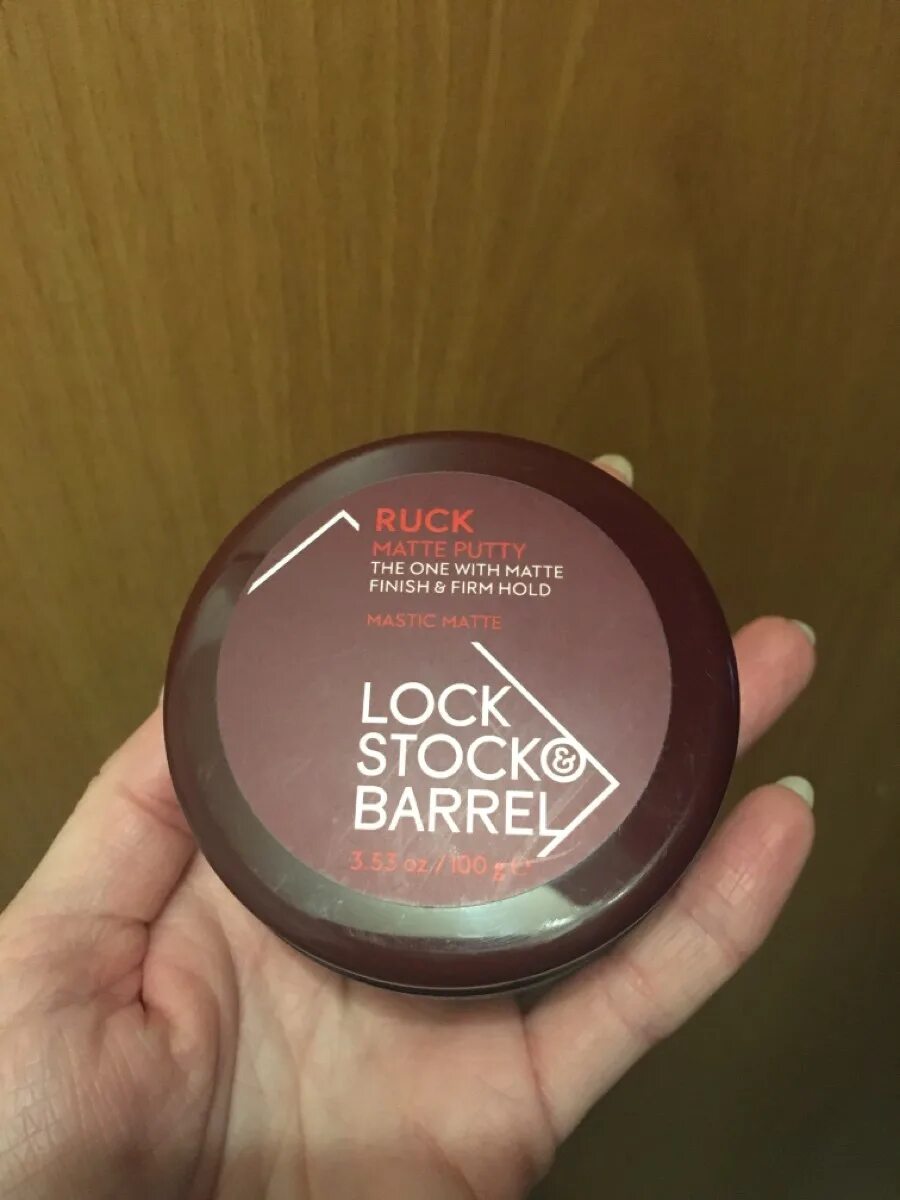 RUCK
MATTE PUTTY
THE ONE WITH MATTE
FINISH & FIRM HOLD
MASTIC MATTE
LOCK
STOCK &
BARREL
3.53 oz / 100 g ℮